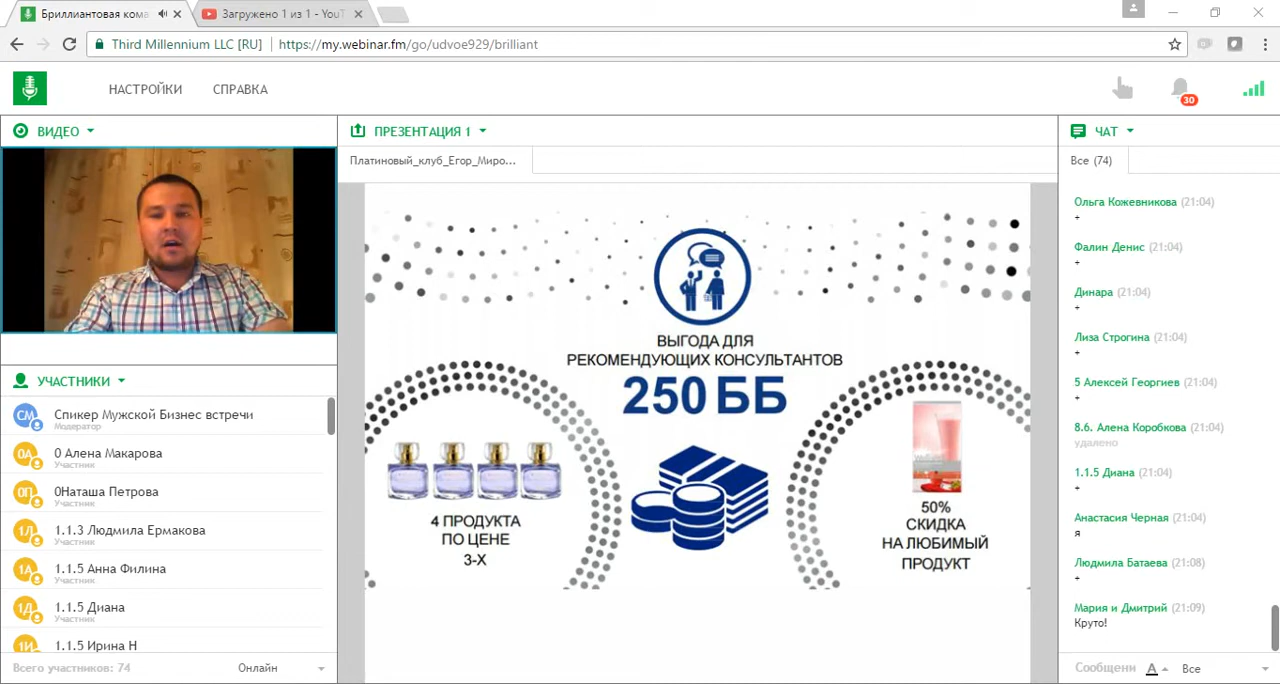 Бриллиантовая кома
Загружено 1 из 1 - YouT
Third Millennium LLC [RU]
https://my.webinar.fm/go/udvoe929/brilliant
НАСТРОЙКИ
СПРАВКА
30
ВИДЕО
УЧАСТНИКИ
СМ
Спикер Мужской Бизнес встречи
Модератор
0А
0 Алена Макарова
Участник
0П
0Наташа Петрова
Участник
1Л
1.1.3 Людмила Ермакова
Участник
1А
1.1.5 Анна Филина
Участник
1Д
1.1.5 Диана
Участник
1И
1.1.5 Ирина Н
Всего участников: 74
Онлайн
ПРЕЗЕНТАЦИЯ 1
Платиновый_клуб_Егор_Миро...
ВЫГОДА ДЛЯ
РЕКОМЕНДУЮЩИХ КОНСУЛЬТАНТОВ
250 ББ
4 ПРОДУКТА
ПО ЦЕНЕ
3-Х
50%
СКИДКА
НА ЛЮБИМЫЙ
ПРОДУКТ
ЧАТ
Все (74)
Ольга Кожевникова (21:04)
+
Фалин Денис (21:04)
+
Динара (21:04)
+
Лиза Строгина (21:04)
+
5 Алексей Георгиев (21:04)
+
8.6. Алена Коробкова (21:04)
удалено
1.1.5 Диана (21:04)
+
Анастасия Черная (21:04)
я
Людмила Батаева (21:08)
+
Мария и Дмитрий (21:09)
Круто!
Сообщени
А
Все